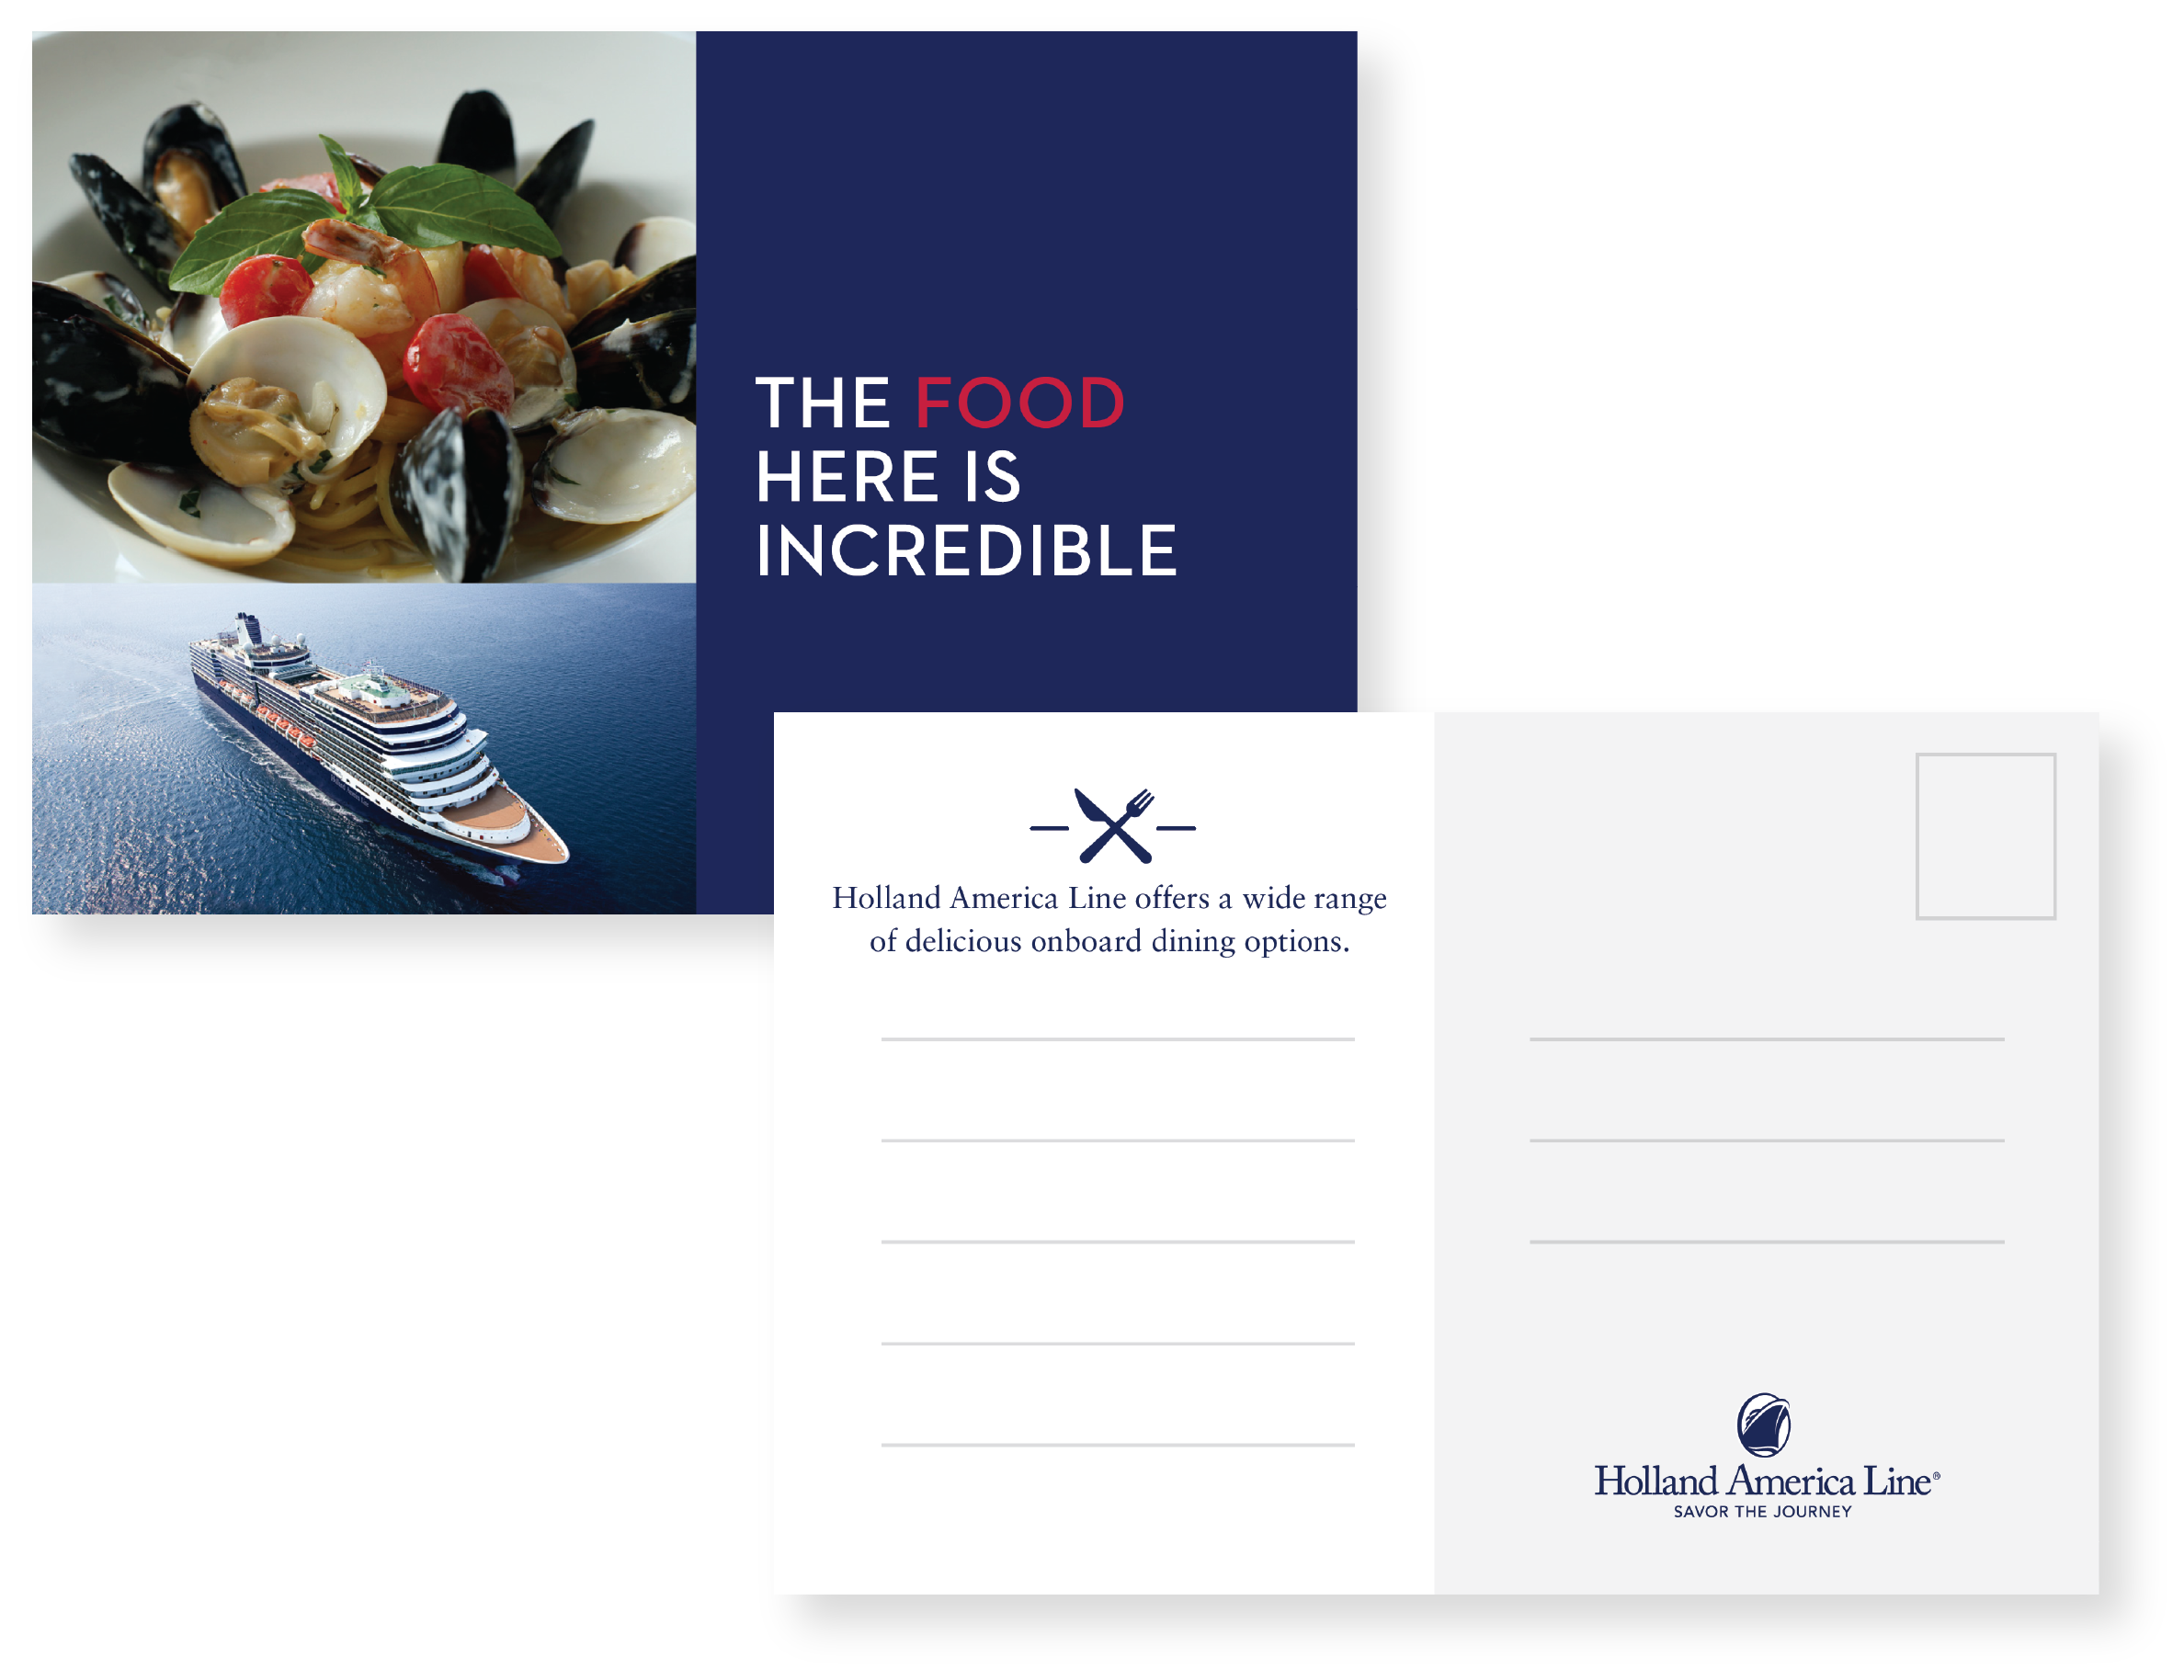 THE FOOD
HERE IS
INCREDIBLE
Holland America Line offers a wide range
of delicious onboard dining options.
Holland America Line®
SAVOR THE JOURNEY